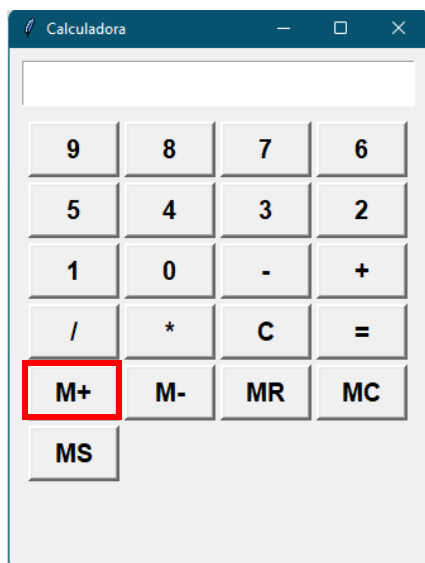 Calculadora
9 8 7 6
5 4 3 2
1 0 - +
/ * C =
M+ M- MR MC
MS